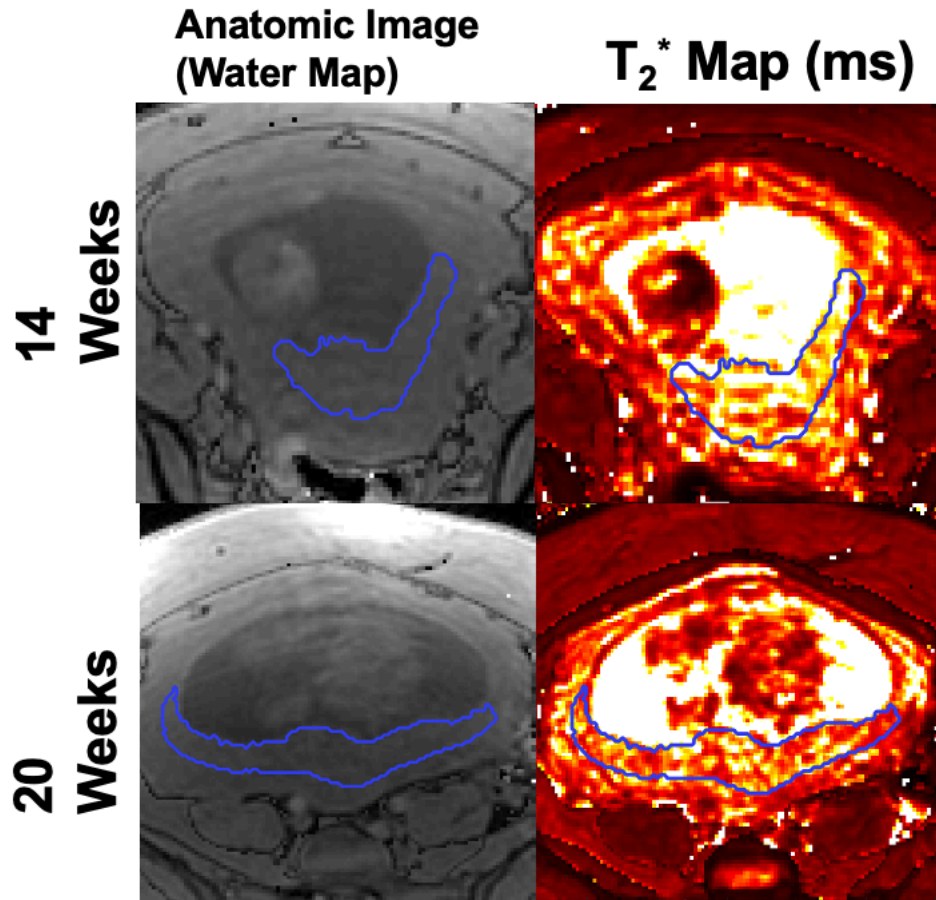 Anatomic Image
(Water Map)
T₂* Map (ms)
14
Weeks
20
Weeks